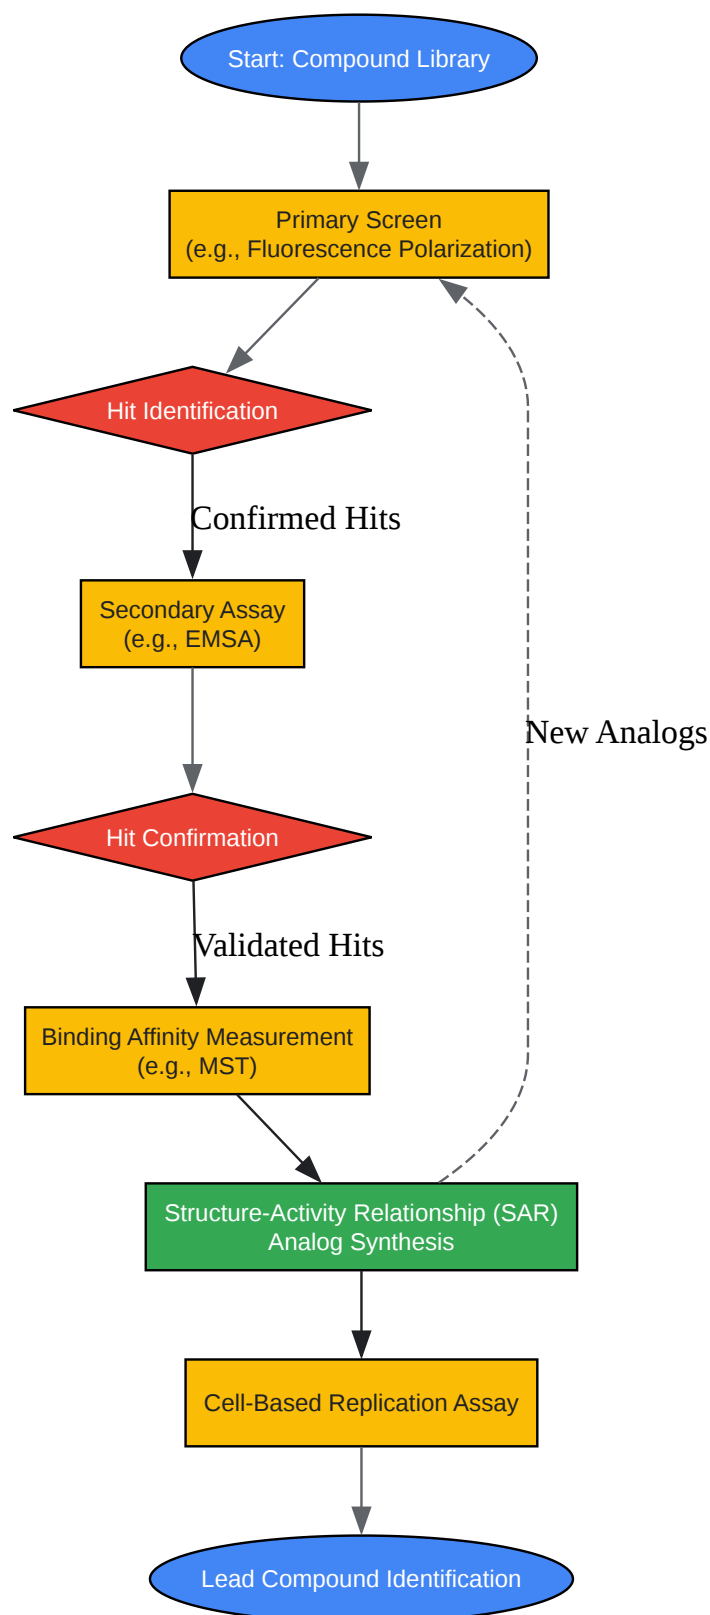 Start: Compound Library
Primary Screen
(e.g., Fluorescence Polarization)
Hit Identification
Confirmed Hits
Secondary Assay
(e.g., EMSA)
New Analogs
Hit Confirmation
Validated Hits
Binding Affinity Measurement
(e.g., MST)
Structure-Activity Relationship (SAR)
Analog Synthesis
Cell-Based Replication Assay
Lead Compound Identification